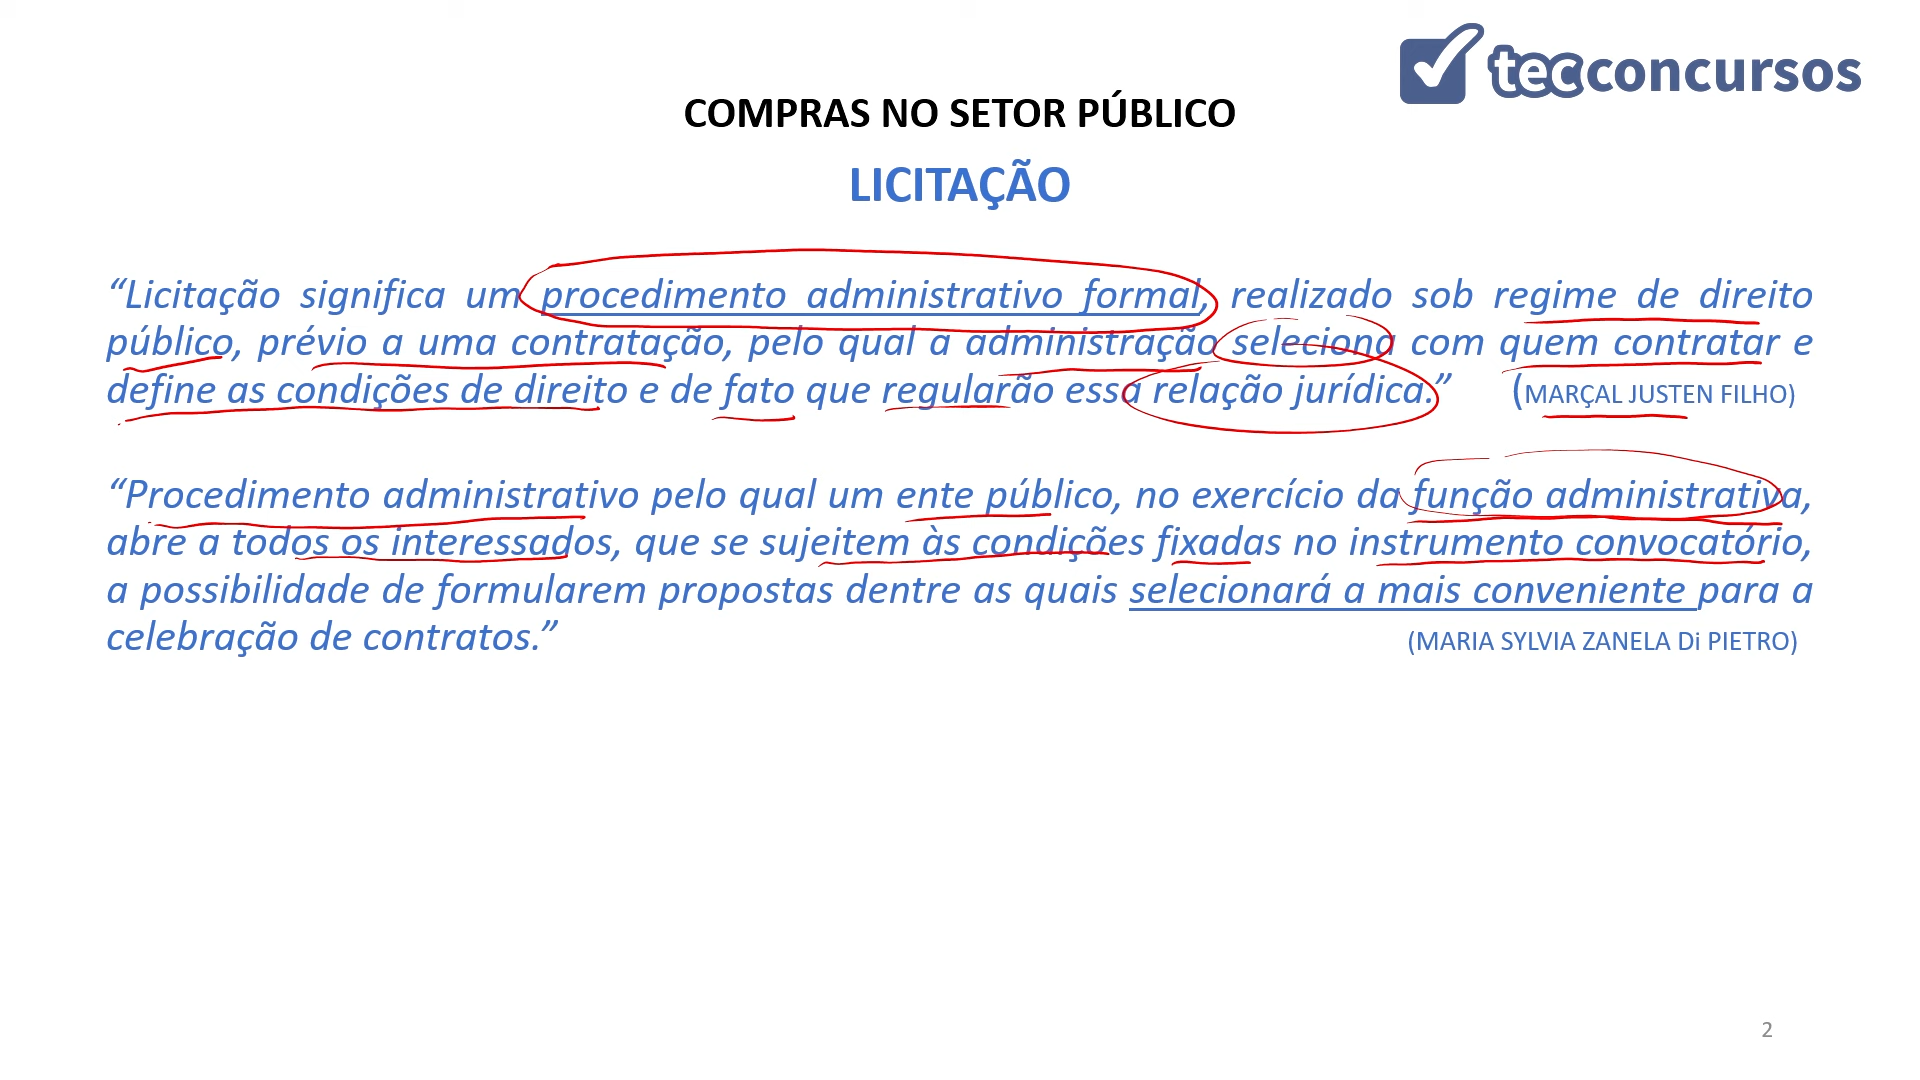 tecconcursos
COMPRAS NO SETOR PÚBLICO
LICITAÇÃO
“Licitação significa um procedimento administrativo formal, realizado sob regime de direito
público, prévio a uma contratação, pelo qual a administração seleciona com quem contratar e
define as condições de direito e de fato que regularão essa relação jurídica.” (MARÇAL JUSTEN FILHO)
“Procedimento administrativo pelo qual um ente público, no exercício da função administrativa,
abre a todos os interessados, que se sujeitem às condições fixadas no instrumento convocatório,
a possibilidade de formularem propostas dentre as quais selecionará a mais conveniente para a
celebração de contratos.” (MARIA SYLVIA ZANELA Di PIETRO)
2